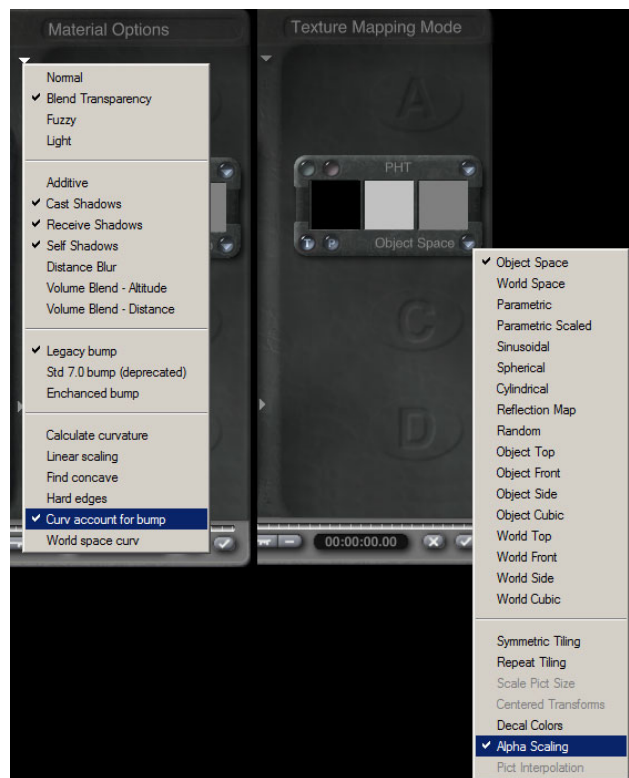 Material Options
Normal
Blend Transparency
Fuzzy
Light
Additive
Cast Shadows
Receive Shadows
Self Shadows
Distance Blur
Volume Blend - Altitude
Volume Blend - Distance
Legacy bump
Std 7.0 bump (deprecated)
Enchanced bump
Calculate curvature
Linear scaling
Find concave
Hard edges
Curv account for bump
World space curv
Texture Mapping Mode
A
PHT
Object Space
C
D
00:00:00.00
Object Space
World Space
Parametric
Parametric Scaled
Sinusoidal
Spherical
Cylindrical
Reflection Map
Random
Object Top
Object Front
Object Side
Object Cubic
World Top
World Front
World Side
World Cubic
Symmetric Tiling
Repeat Tiling
Scale Pict Size
Centered Transforms
Decal Colors
Alpha Scaling
Pict Interpolation